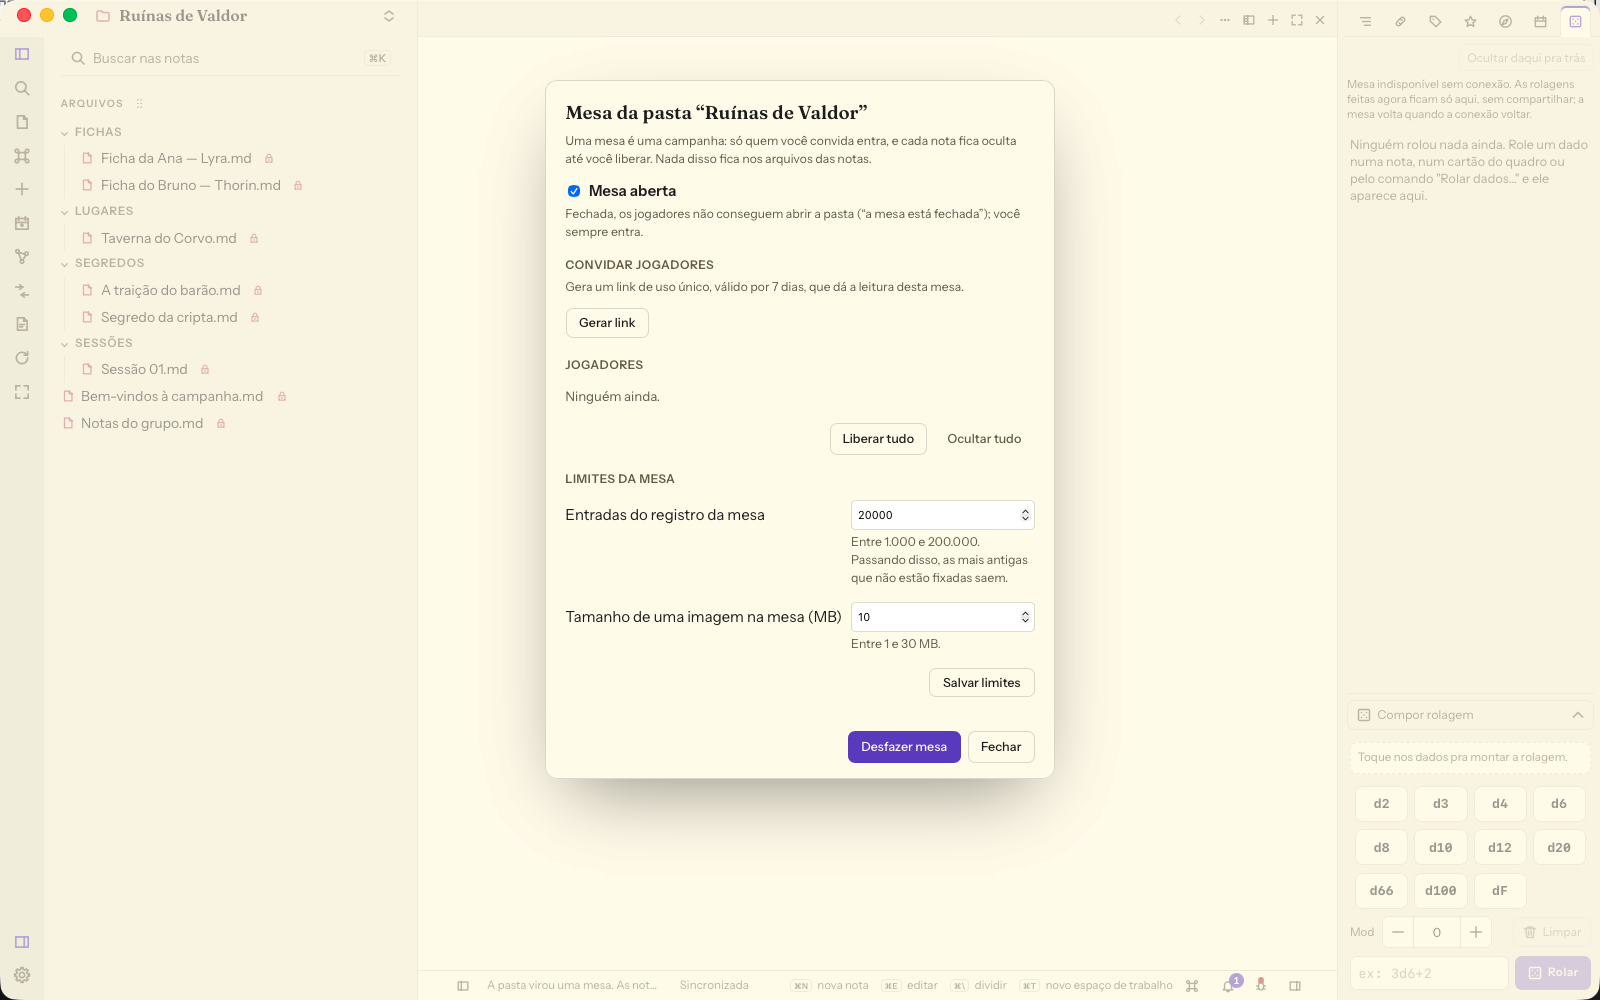 Ruínas de Valdor
Buscar nas notas
⌘K
ARQUIVOS
FICHAS
Ficha da Ana — Lyra.md
Ficha do Bruno — Thorin.md
LUGARES
Taverna do Corvo.md
SEGREDOS
A traição do barão.md
Segredo da cripta.md
SESSÕES
Sessão 01.md
Bem-vindos à campanha.md
Notas do grupo.md
Mesa da pasta “Ruínas de Valdor”
Uma mesa é uma campanha: só quem você convida entra, e cada nota fica oculta
até você liberar. Nada disso fica nos arquivos das notas.
Mesa aberta
Fechada, os jogadores não conseguem abrir a pasta (“a mesa está fechada”); você
sempre entra.
CONVIDAR JOGADORES
Gera um link de uso único, válido por 7 dias, que dá a leitura desta mesa.
Gerar link
JOGADORES
Ninguém ainda.
Liberar tudo
Ocultar tudo
LIMITES DA MESA
Entradas do registro da mesa
20000
Entre 1.000 e 200.000.
Passando disso, as mais antigas
que não estão fixadas saem.
Tamanho de uma imagem na mesa (MB)
10
Entre 1 e 30 MB.
Salvar limites
Desfazer mesa
Fechar
Ocultar daqui pra trás
Mesa indisponível sem conexão. As rolagens
feitas agora ficam só aqui, sem compartilhar; a
mesa volta quando a conexão voltar.
Ninguém rolou nada ainda. Role um dado
numa nota, num cartão do quadro ou
pelo comando "Rolar dados..." e ele
aparece aqui.
Compor rolagem
Toque nos dados pra montar a rolagem.
d2 d3 d4 d6
d8 d10 d12 d20
d66 d100 dF
Mod
0
Limpar
ex: 3d6+2
Rolar
A pasta virou uma mesa. As not...
Sincronizada
⌘N nova nota
⌘E editar
⌘\ dividir
⌘T novo espaço de trabalho
1